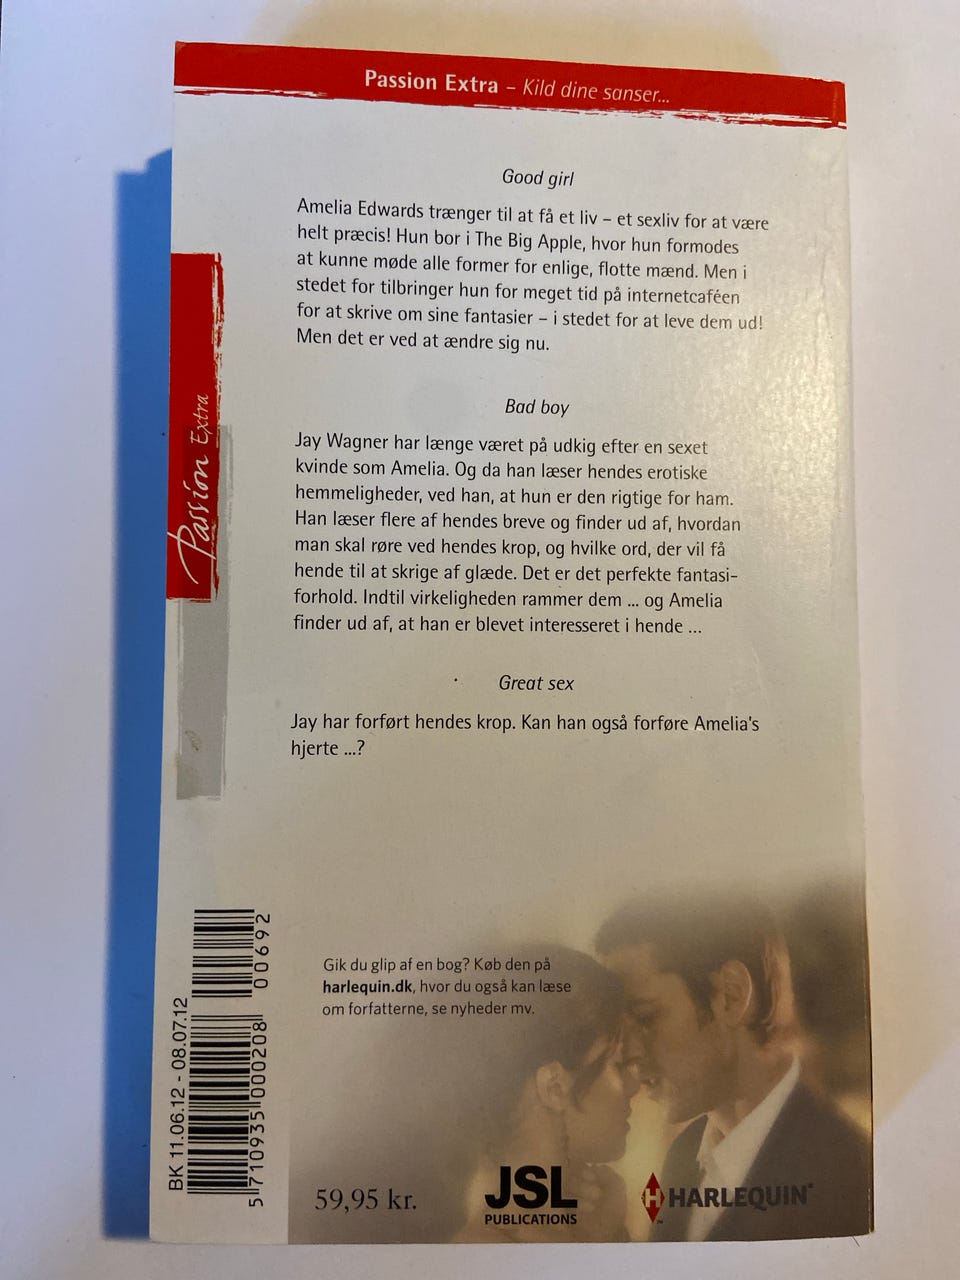 Passion Extra – Kild dine sanser...
Good girl
Amelia Edwards trænger til at få et liv – et sexliv for at være
helt præcis! Hun bor i The Big Apple, hvor hun formodes
at kunne møde alle former for enlige, flotte mænd. Men i
stedet for tilbringer hun for meget tid på internetcaféen
for at skrive om sine fantasier – i stedet for at leve dem ud!
Men det er ved at ændre sig nu.
Bad boy
Jay Wagner har længe været på udkig efter en sexet
kvinde som Amelia. Og da han læser hendes erotiske
hemmeligheder, ved han, at hun er den rigtige for ham.
Han læser flere af hendes breve og finder ud af, hvordan
man skal røre ved hendes krop, og hvilke ord, der vil få
hende til at skrige af glæde. Det er det perfekte fantasi-
forhold. Indtil virkeligheden rammer dem ... og Amelia
finder ud af, at han er blevet interesseret i hende ...
Great sex
Jay har forført hendes krop. Kan han også forføre Amelia's
hjerte ...?
Passion Extra
Gik du glip af en bog? Køb den på
harlequin.dk, hvor du også kan læse
om forfatterne, se nyheder mv.
BK 11.06.12 - 08.07.12
5 710935 000208
00692
59,95 kr.
JSL
PUBLICATIONS
H HARLEQUIN